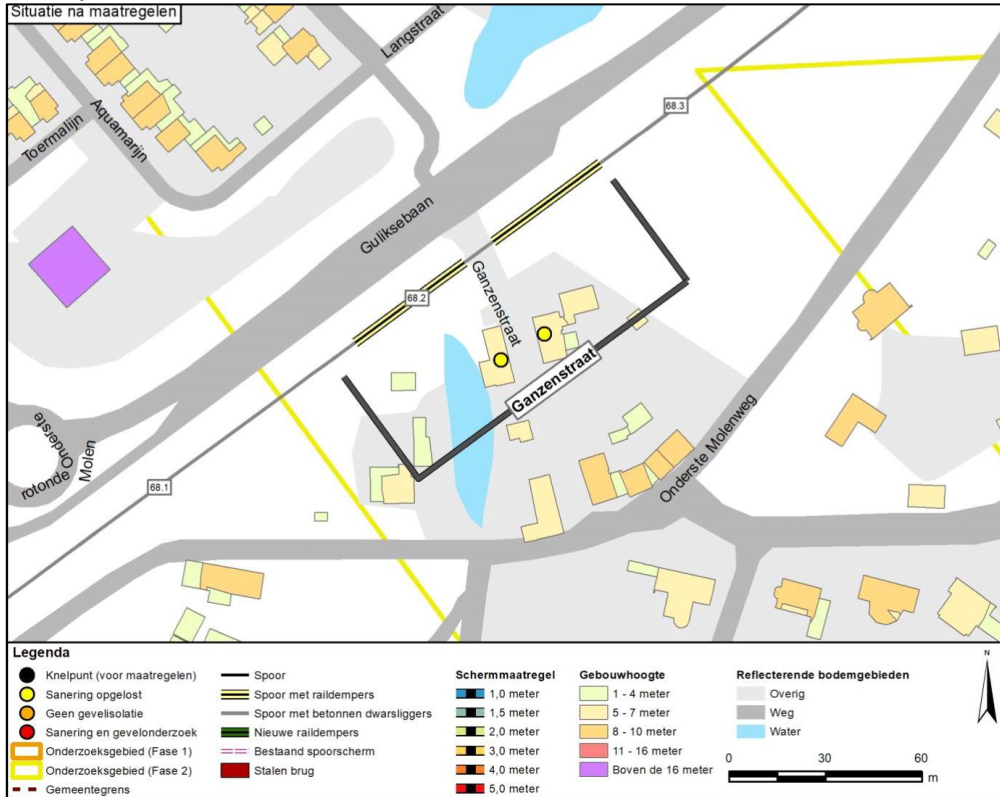 Situatie na maatregelen
Langstraat
Toermalijn
Aquamarijn
68.3
Guliksebaan
68.2
Ganzenstraat
Ganzenstraat
Onderste Molenweg
rotonde Onderste
Molen
68.1
Legenda
Knelpunt (voor maatregelen)
Sanering opgelost
Geen gevelisolatie
Sanering en gevelonderzoek
Onderzoeksgebied (Fase 1)
Onderzoeksgebied (Fase 2)
Gemeentegrens
Spoor
Spoor met raildempers
Spoor met betonnen dwarsliggers
Nieuwe raildempers
Bestaand spoorscherm
Stalen brug
Schermmaatregel
1,0 meter
1,5 meter
2,0 meter
3,0 meter
4,0 meter
5,0 meter
Gebouwhoogte
1 - 4 meter
5 - 7 meter
8 - 10 meter
11 - 16 meter
Boven de 16 meter
Reflecterende bodemgebieden
Overig
Weg
Water
N
0 30 60
m